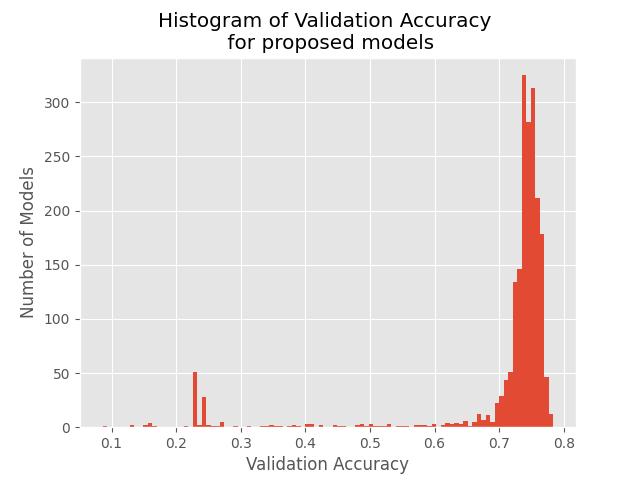 Histogram of Validation Accuracy
for proposed models
300
250
200
150
100
50
0
Number of Models
0.1 0.2 0.3 0.4 0.5 0.6 0.7 0.8
Validation Accuracy